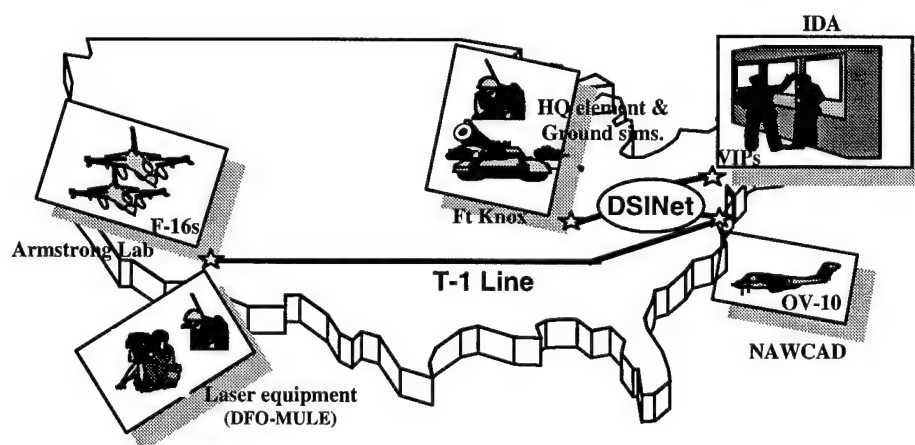 IDA
HQ element &
Ground sims.
VIPs
DSINet
F-16s
Ft Knox
Armstrong Lab
T-1 Line
OV-10
NAWCAD
Laser equipment
(DFO-MULE)